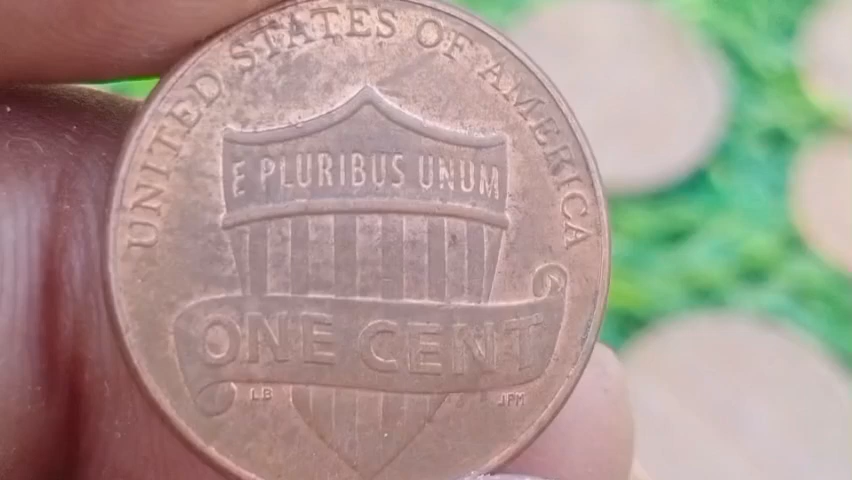 UNITED STATES OF AMERICA
E PLURIBUS UNUM
ONE CENT
LB JFM